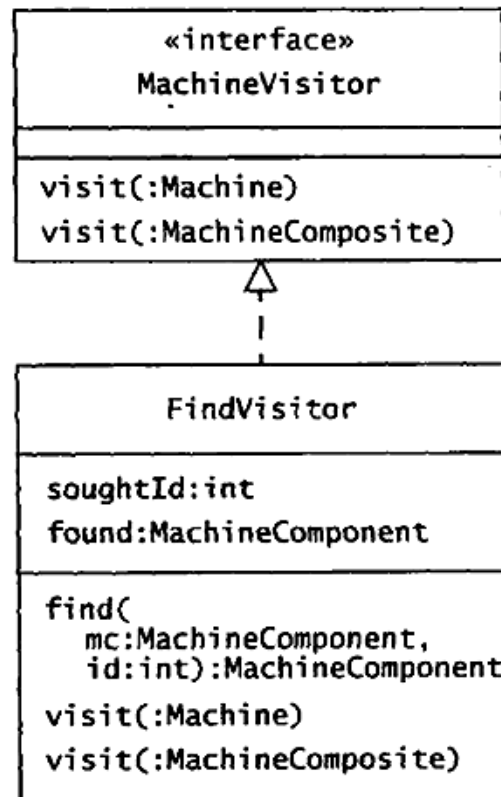 «interface»
MachineVisitor
visit(:Machine)
visit(:MachineComposite)
FindVisitor
soughtId:int
found:MachineComponent
find(
mc:MachineComponent,
id:int):MachineComponent
visit(:Machine)
visit(:MachineComposite)